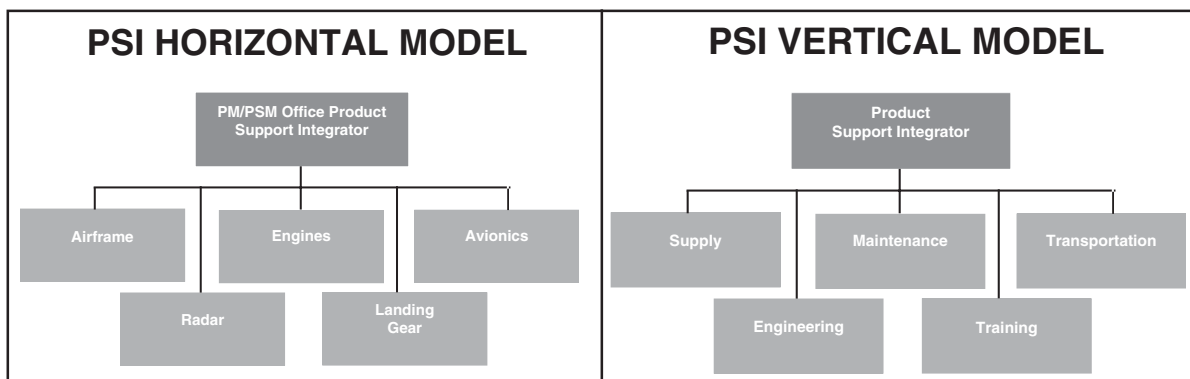 PSI HORIZONTAL MODEL
PM/PSM Office Product
Support Integrator
Airframe
Engines
Avionics
Radar
Landing
Gear
PSI VERTICAL MODEL
Product
Support Integrator
Supply
Maintenance
Transportation
Engineering
Training